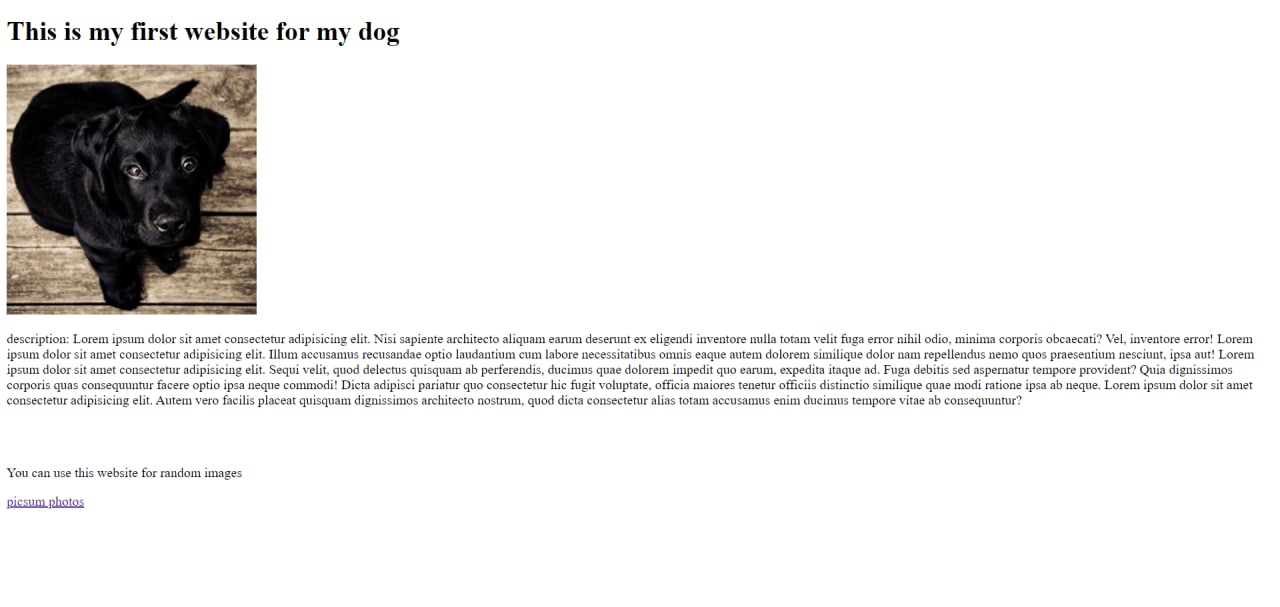 This is my first website for my dog
description: Lorem ipsum dolor sit amet consectetur adipisicing elit. Nisi sapiente architecto aliquam earum deserunt ex eligendi inventore nulla totam velit fuga error nihil odio, minima corporis obcaecati? Vel, inventore error! Lorem
ipsum dolor sit amet consectetur adipisicing elit. Illum accusamus recusandae optio laudantium cum labore necessitatibus omnis eaque autem dolorem similique dolor nam repellendus nemo quos praesentium nesciunt, ipsa aut! Lorem
ipsum dolor sit amet consectetur adipisicing elit. Sequi velit, quod delectus quisquam ab perferendis, ducimus quae dolorem impedit quo earum, expedita itaque ad. Fuga debitis sed aspernatur tempore provident? Quia dignissimos
corporis quas consequuntur facere optio ipsa neque commodi! Dicta adipisci pariatur quo consectetur hic fugit voluptate, officia maiores tenetur officiis distinctio similique quae modi ratione ipsa ab neque. Lorem ipsum dolor sit amet
consectetur adipisicing elit. Autem vero facilis placeat quisquam dignissimos architecto nostrum, quod dicta consectetur alias totam accusamus enim ducimus tempore vitae ab consequuntur?
You can use this website for random images
picsum photos